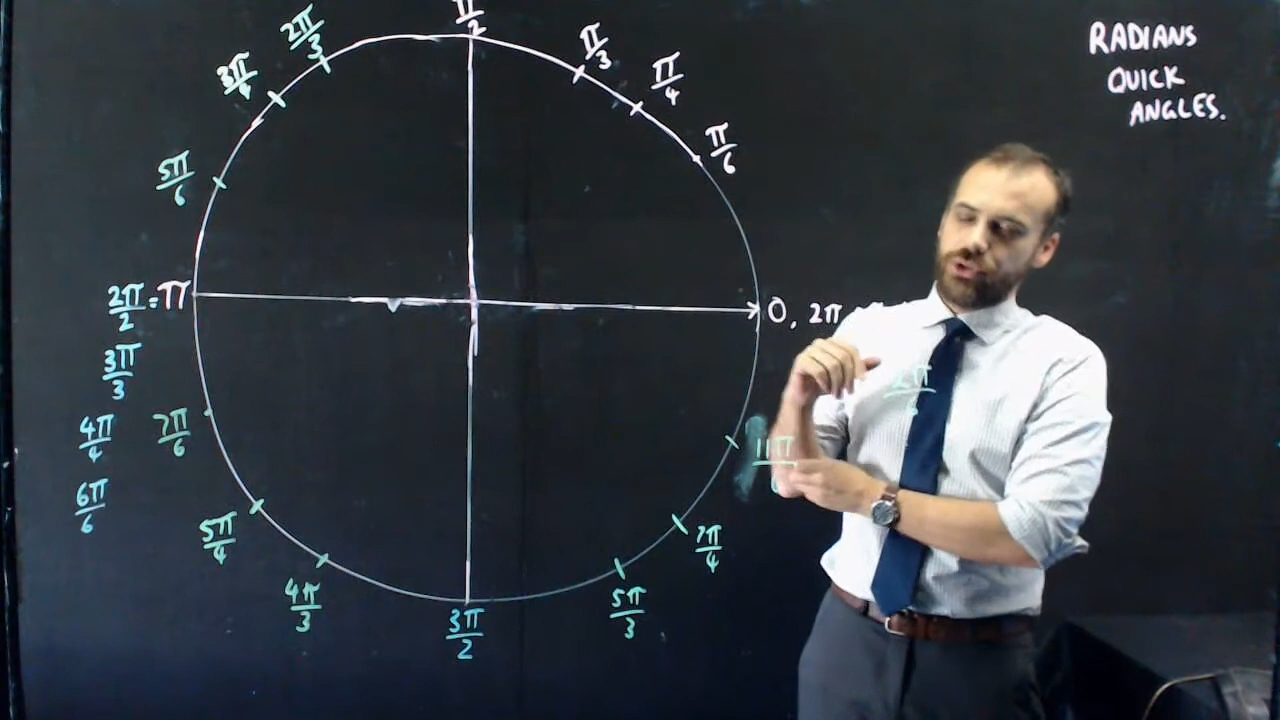 RADIANS
QUICK
ANGLES.
π/2
2π/3
π/3
3π/4
π/4
π/6
5π/6
2π/2 = π
0, 2π
3π/3
4π/4
7π/6
11π
6π/6
5π/4
7π/4
4π/3
5π/3
3π/2